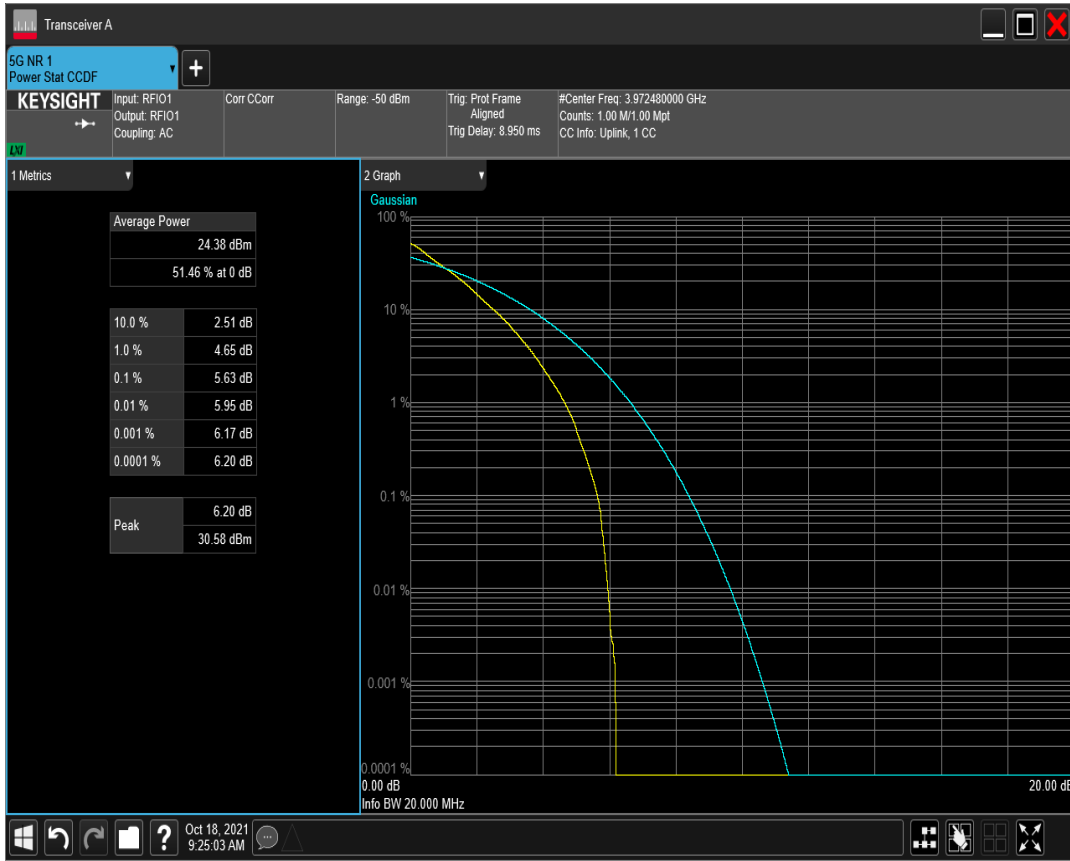 Transceiver A
5G NR 1
Power Stat CCDF
KEYSIGHT
LXI
Input: RFIO1
Output: RFIO1
Coupling: AC
Corr CCorr
Range: -50 dBm
Trig: Prot Frame
Aligned
Trig Delay: 8.950 ms
#Center Freq: 3.972480000 GHz
Counts: 1.00 M/1.00 Mpt
CC Info: Uplink, 1 CC
1 Metrics
Average Power
24.38 dBm
51.46 % at 0 dB
10.0 % 2.51 dB
1.0 % 4.65 dB
0.1 % 5.63 dB
0.01 % 5.95 dB
0.001 % 6.17 dB
0.0001 % 6.20 dB
Peak
6.20 dB
30.58 dBm
2 Graph
Gaussian
100 %
10 %
1 %
0.1 %
0.01 %
0.001 %
0.0001 %
0.00 dB 20.00 dB
Info BW 20.000 MHz
?
Oct 18, 2021
9:25:03 AM